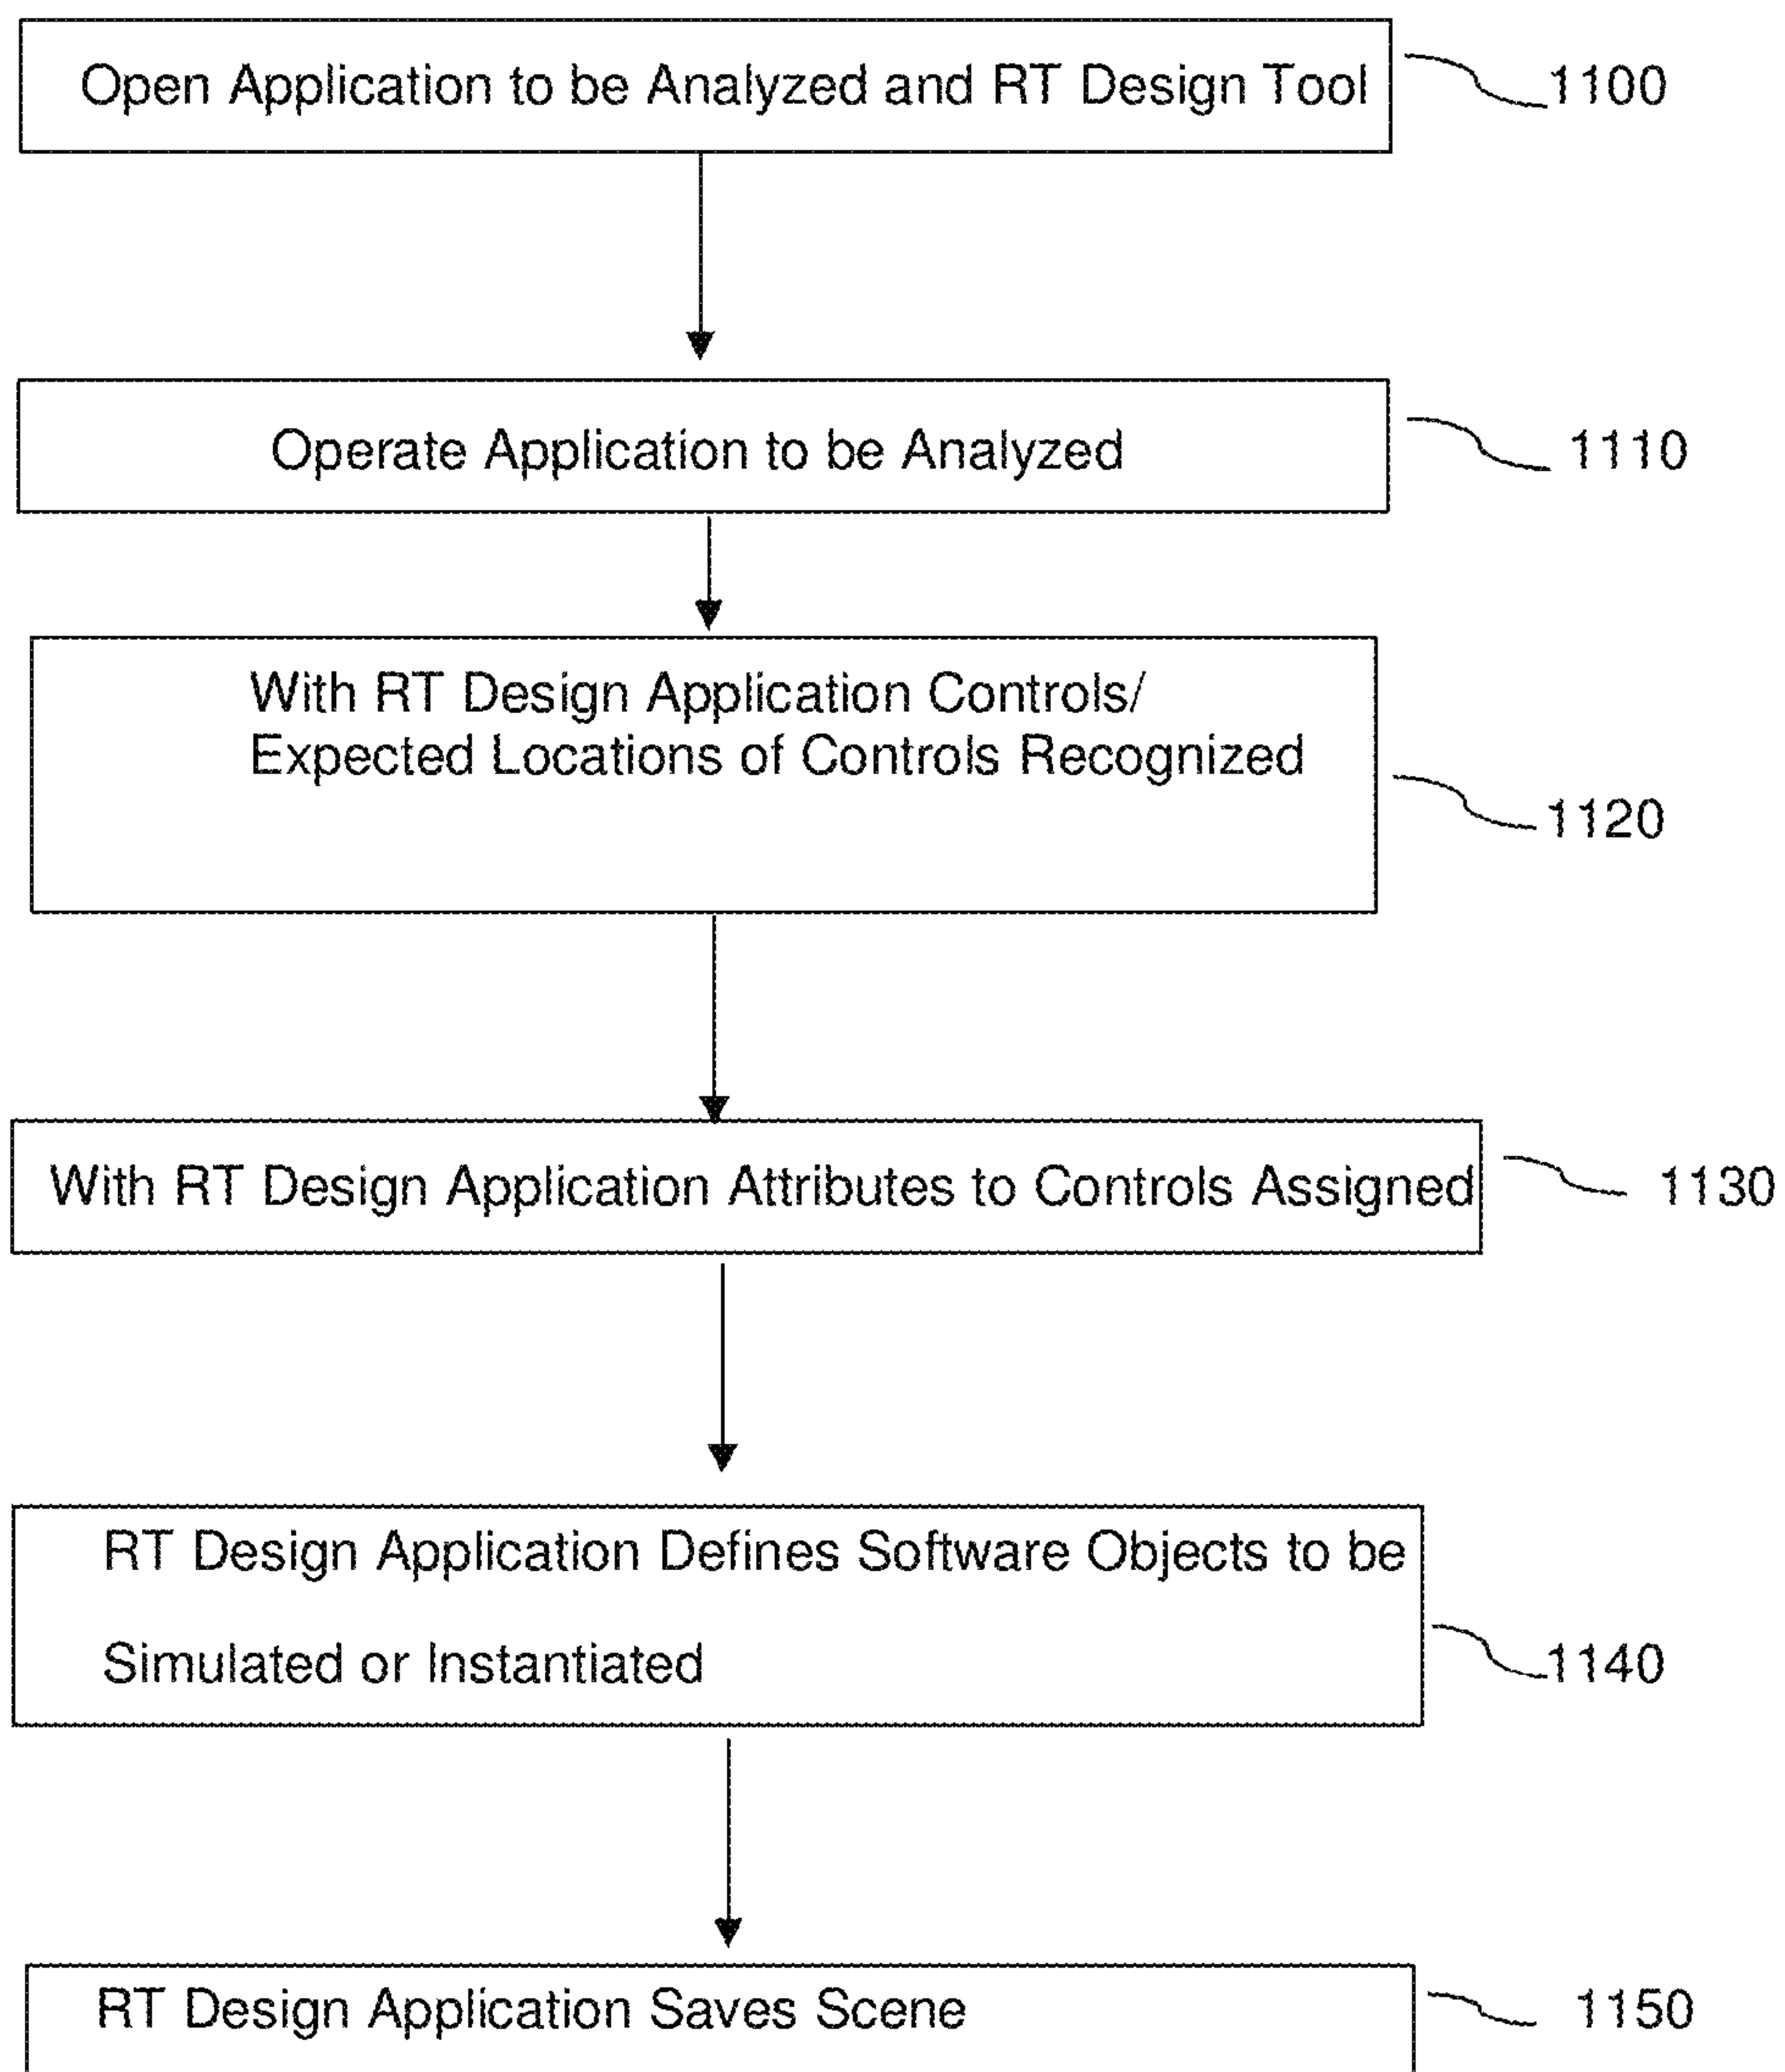 Open Application to be Analyzed and RT Design Tool
1100
Operate Application to be Analyzed
1110
With RT Design Application Controls/
Expected Locations of Controls Recognized
1120
With RT Design Application Attributes to Controls Assigned
1130
RT Design Application Defines Software Objects to be
Simulated or Instantiated
1140
RT Design Application Saves Scene
1150